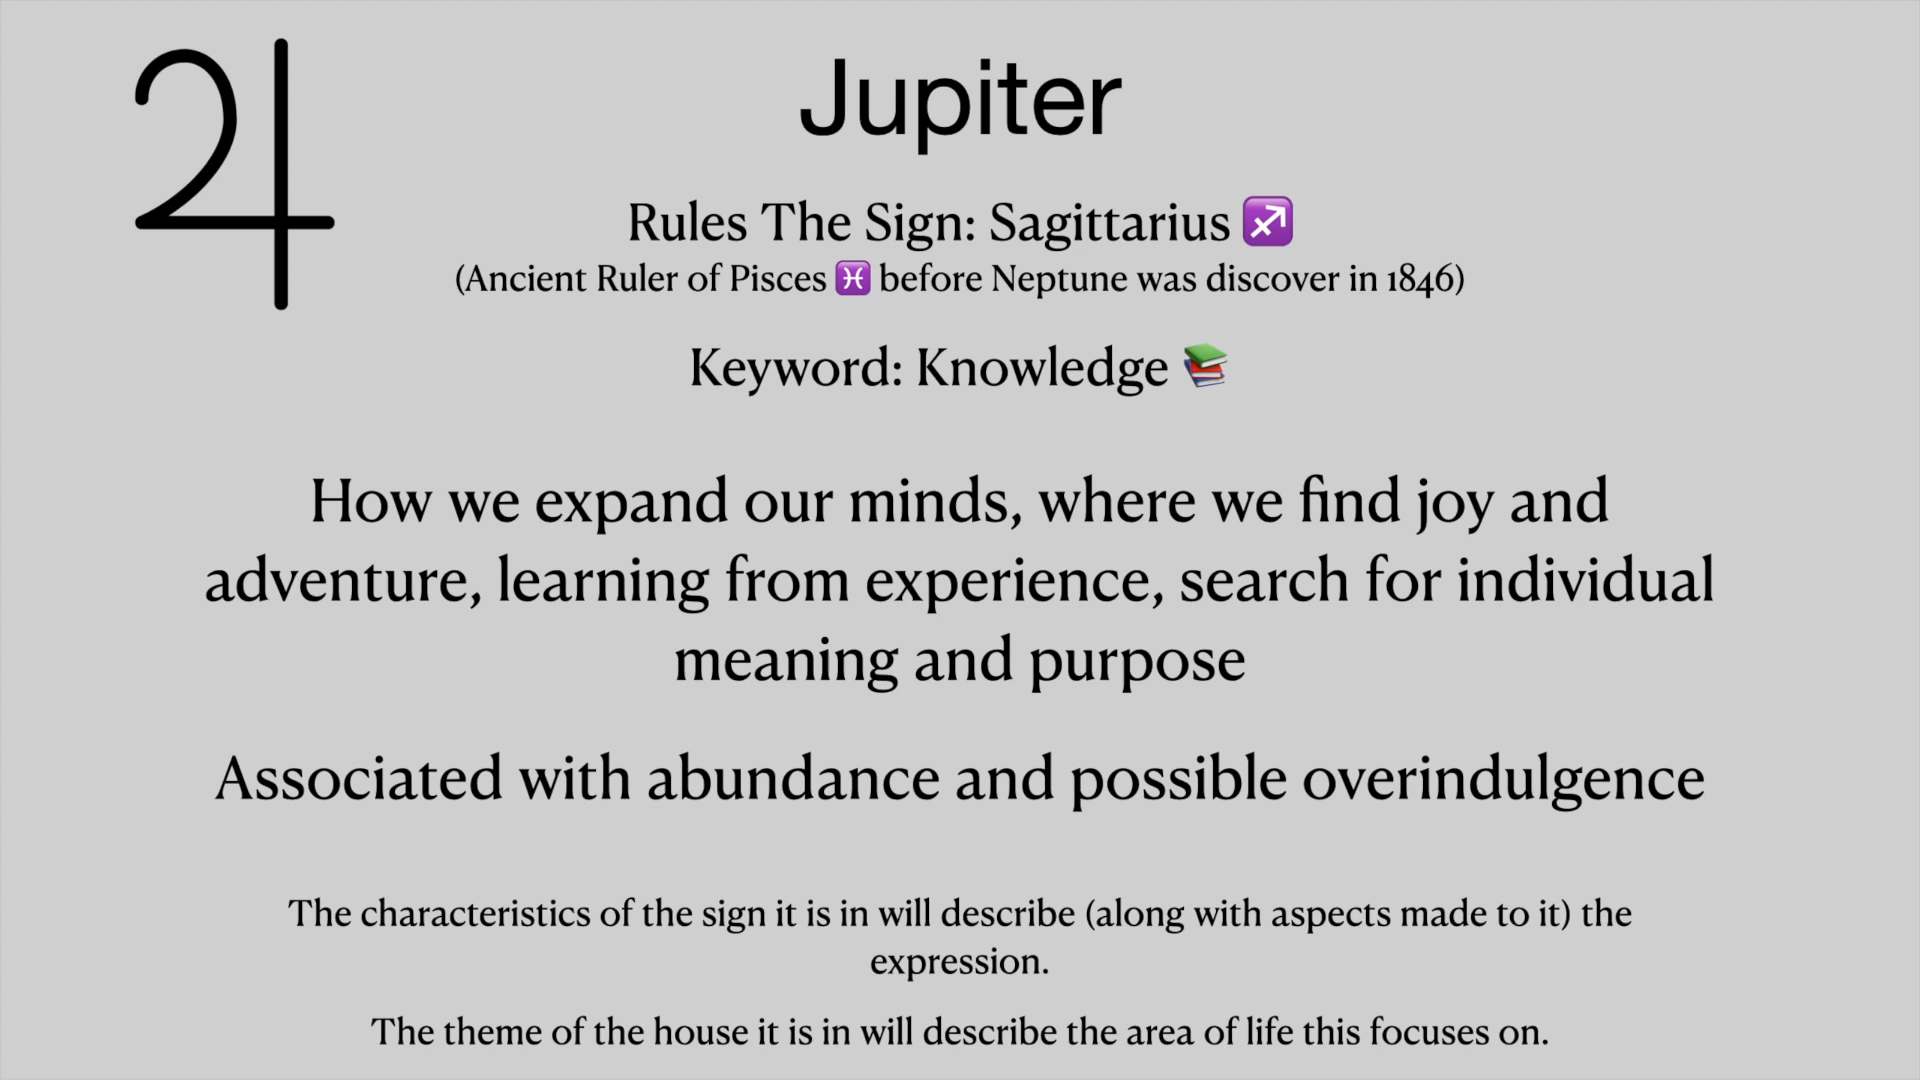 Jupiter
Rules The Sign: Sagittarius ♐
(Ancient Ruler of Pisces ♓ before Neptune was discover in 1846)
Keyword: Knowledge 📚
How we expand our minds, where we find joy and
adventure, learning from experience, search for individual
meaning and purpose
Associated with abundance and possible overindulgence
The characteristics of the sign it is in will describe (along with aspects made to it) the
expression.
The theme of the house it is in will describe the area of life this focuses on.